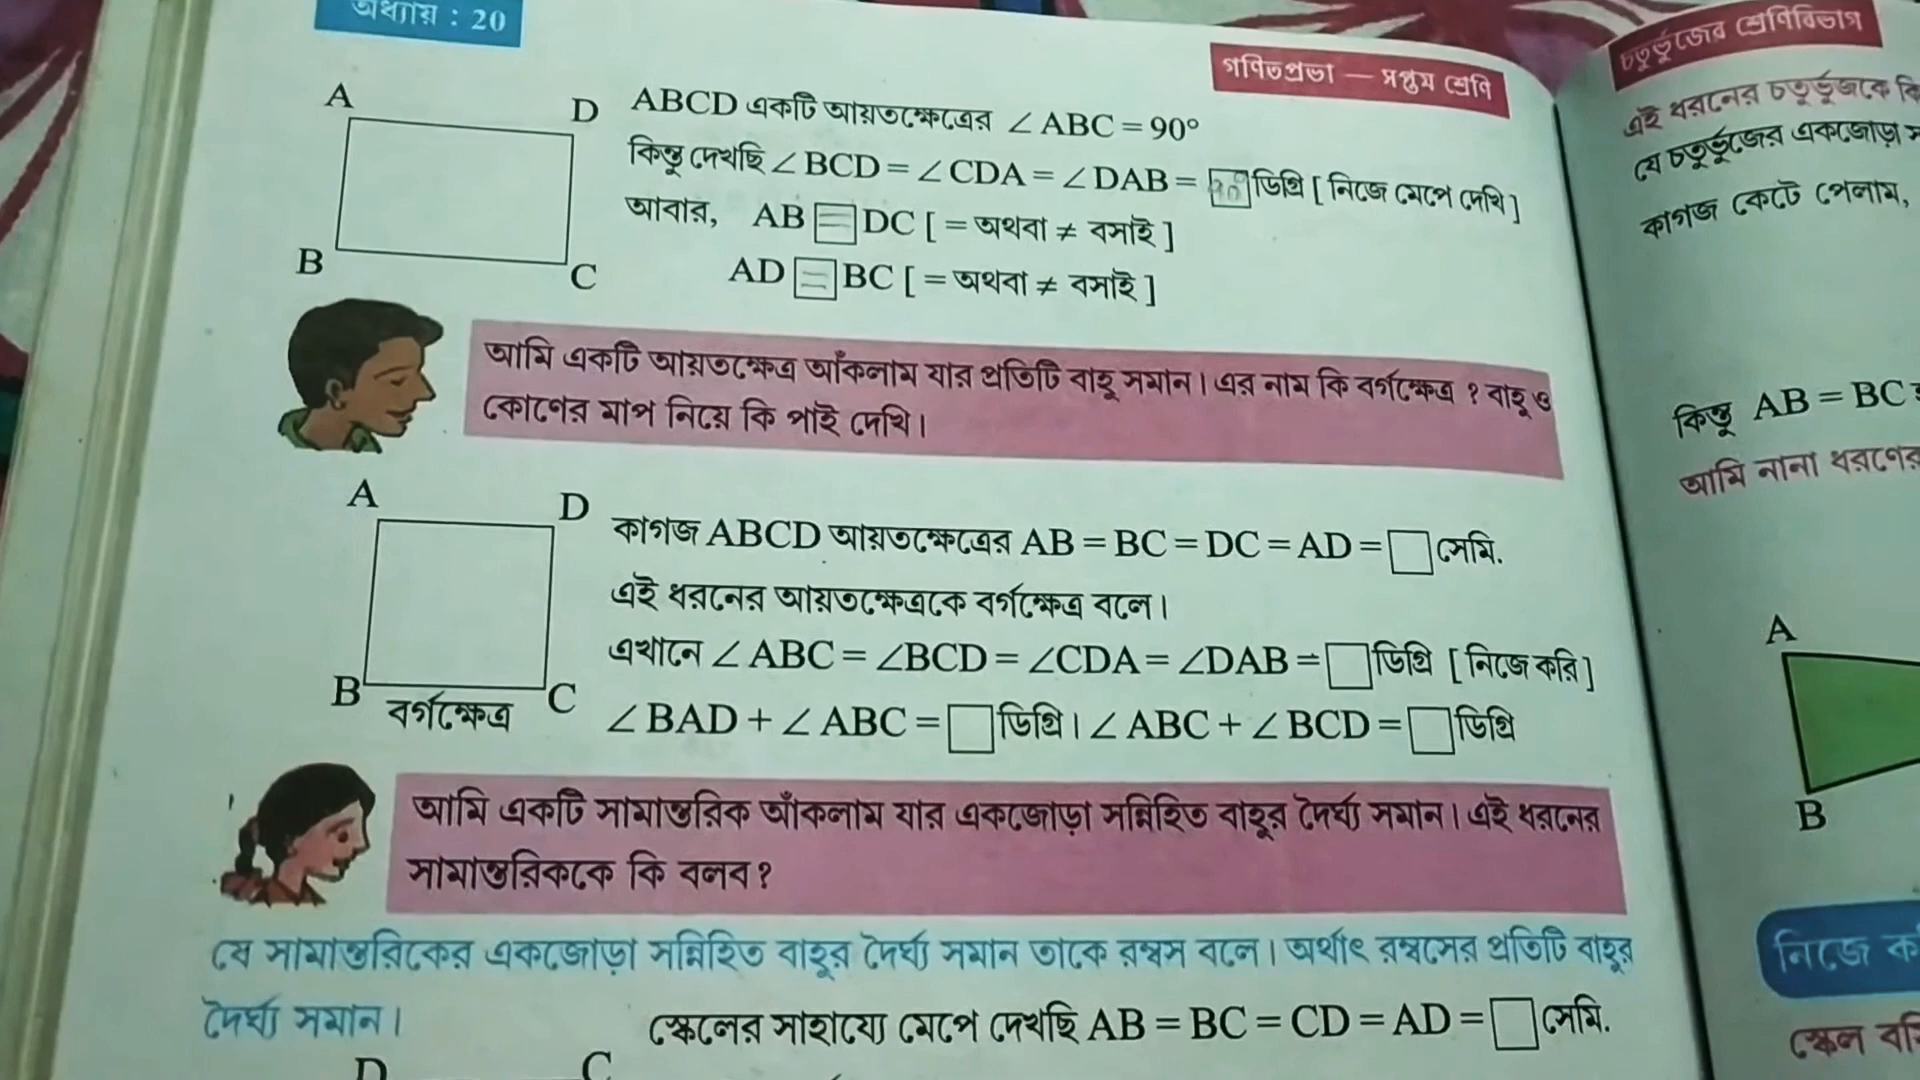 অধ্যায় : 20
গণিতপ্রভা — সপ্তম শ্রেণি
A
D
B
C
ABCD একটি আয়তক্ষেত্রের ∠ ABC = 90°
কিন্তু দেখছি ∠ BCD = ∠ CDA = ∠ DAB = 90° ডিগ্রি [ নিজে মেপে দেখি ]
আবার, AB = DC [ = অথবা ≠ বসাই ]
AD = BC [ = অথবা ≠ বসাই ]
আমি একটি আয়তক্ষেত্র আঁকলাম যার প্রতিটি বাহু সমান। এর নাম কি বর্গক্ষেত্র ? বাহু ও
কোণের মাপ নিয়ে কি পাই দেখি।
A
D
B
C
বর্গক্ষেত্র
কাগজ ABCD আয়তক্ষেত্রের AB = BC = DC = AD = □ সেমি.
এই ধরনের আয়তক্ষেত্রকে বর্গক্ষেত্র বলে।
এখানে ∠ ABC = ∠BCD = ∠CDA = ∠DAB = □ ডিগ্রি [ নিজে করি ]
∠ BAD + ∠ ABC = □ ডিগ্রি। ∠ ABC + ∠ BCD = □ ডিগ্রি
আমি একটি সামান্তরিক আঁকলাম যার একজোড়া সন্নিহিত বাহুর দৈর্ঘ্য সমান। এই ধরনের
সামান্তরিককে কি বলব ?
যে সামান্তরিকের একজোড়া সন্নিহিত বাহুর দৈর্ঘ্য সমান তাকে রম্বস বলে। অর্থাৎ রম্বসের প্রতিটি বাহুর
দৈর্ঘ্য সমান।
স্কেলের সাহায্যে মেপে দেখছি AB = BC = CD = AD = □ সেমি.
D
C
চতুর্ভুজের শ্রেণিবিভাগ
এই ধরনের চতুর্ভুজকে
যে চতুর্ভুজের একজোড়া
কাগজ কেটে পেলাম,
কিন্তু AB = BC
আমি নানা ধরণের
A
B
নিজে
স্কেল